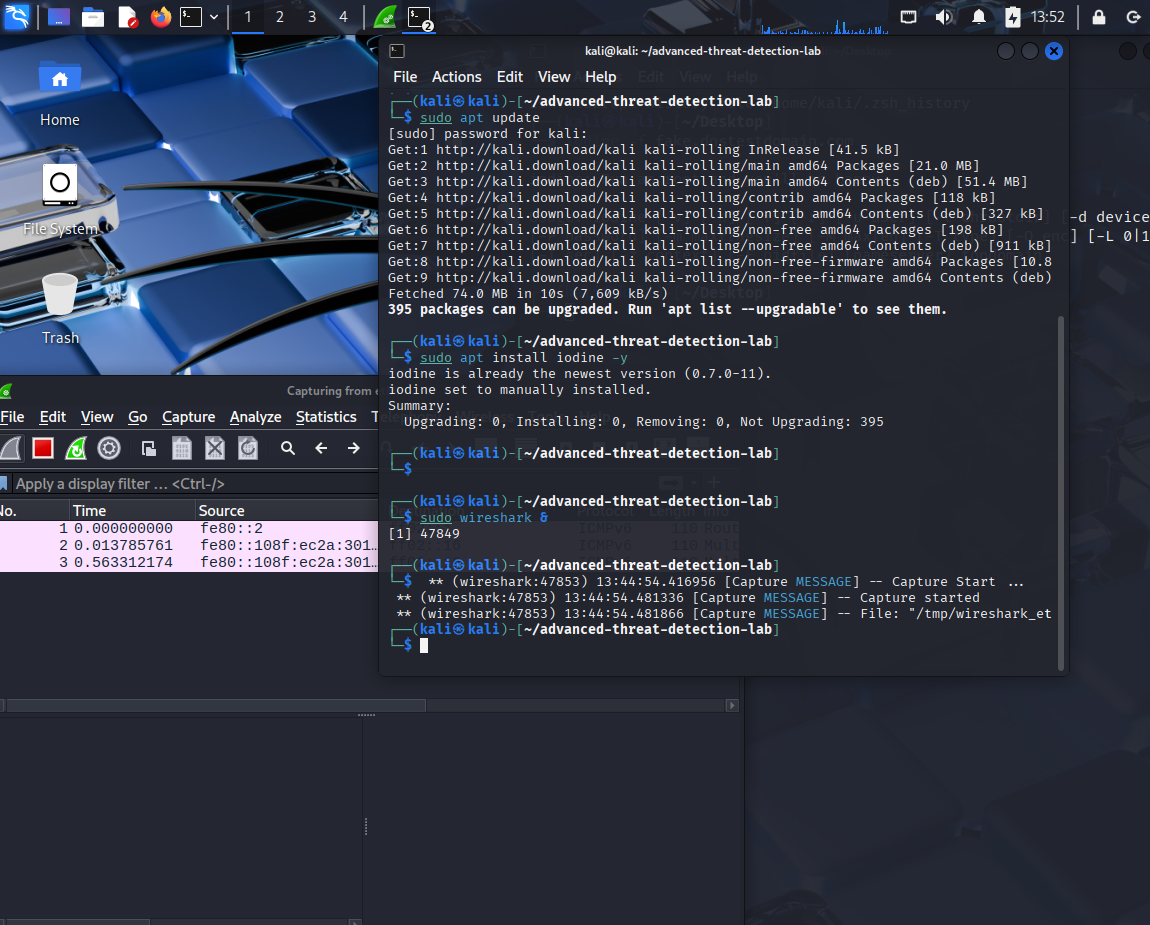 1 2 3 4 2 13:52
Home
File System
Trash
kali@kali: ~/advanced-threat-detection-lab
File Actions Edit View Help
┌──(kali㉿kali)-[~/advanced-threat-detection-lab]
└─$ sudo apt update
[sudo] password for kali:
Get:1 http://kali.download/kali kali-rolling InRelease [41.5 kB]
Get:2 http://kali.download/kali kali-rolling/main amd64 Packages [21.0 MB]
Get:3 http://kali.download/kali kali-rolling/main amd64 Contents (deb) [51.4 MB]
Get:4 http://kali.download/kali kali-rolling/contrib amd64 Packages [118 kB]
Get:5 http://kali.download/kali kali-rolling/contrib amd64 Contents (deb) [327 kB]
Get:6 http://kali.download/kali kali-rolling/non-free amd64 Packages [198 kB]
Get:7 http://kali.download/kali kali-rolling/non-free amd64 Contents (deb) [911 kB]
Get:8 http://kali.download/kali kali-rolling/non-free-firmware amd64 Packages [10.8
Get:9 http://kali.download/kali kali-rolling/non-free-firmware amd64 Contents (deb)
Fetched 74.0 MB in 10s (7,609 kB/s)
395 packages can be upgraded. Run 'apt list --upgradable' to see them.
┌──(kali㉿kali)-[~/advanced-threat-detection-lab]
└─$ sudo apt install iodine -y
iodine is already the newest version (0.7.0-11).
iodine set to manually installed.
Summary:
Upgrading: 0, Installing: 0, Removing: 0, Not Upgrading: 395
┌──(kali㉿kali)-[~/advanced-threat-detection-lab]
└─$
┌──(kali㉿kali)-[~/advanced-threat-detection-lab]
└─$ sudo wireshark &
[1] 47849
┌──(kali㉿kali)-[~/advanced-threat-detection-lab]
└─$ ** (wireshark:47853) 13:44:54.416956 [Capture MESSAGE] -- Capture Start ...
** (wireshark:47853) 13:44:54.481336 [Capture MESSAGE] -- Capture started
** (wireshark:47853) 13:44:54.481866 [Capture MESSAGE] -- File: "/tmp/wireshark_et
┌──(kali㉿kali)-[~/advanced-threat-detection-lab]
└─$
[-d device
] [-L 0|1
Capturing from e
File Edit View Go Capture Analyze Statistics
Apply a display filter … <Ctrl-/>
No. Time Source
1 0.000000000 fe80::2
2 0.013785761 fe80::108f:ec2a:301…
3 0.563312174 fe80::108f:ec2a:301…